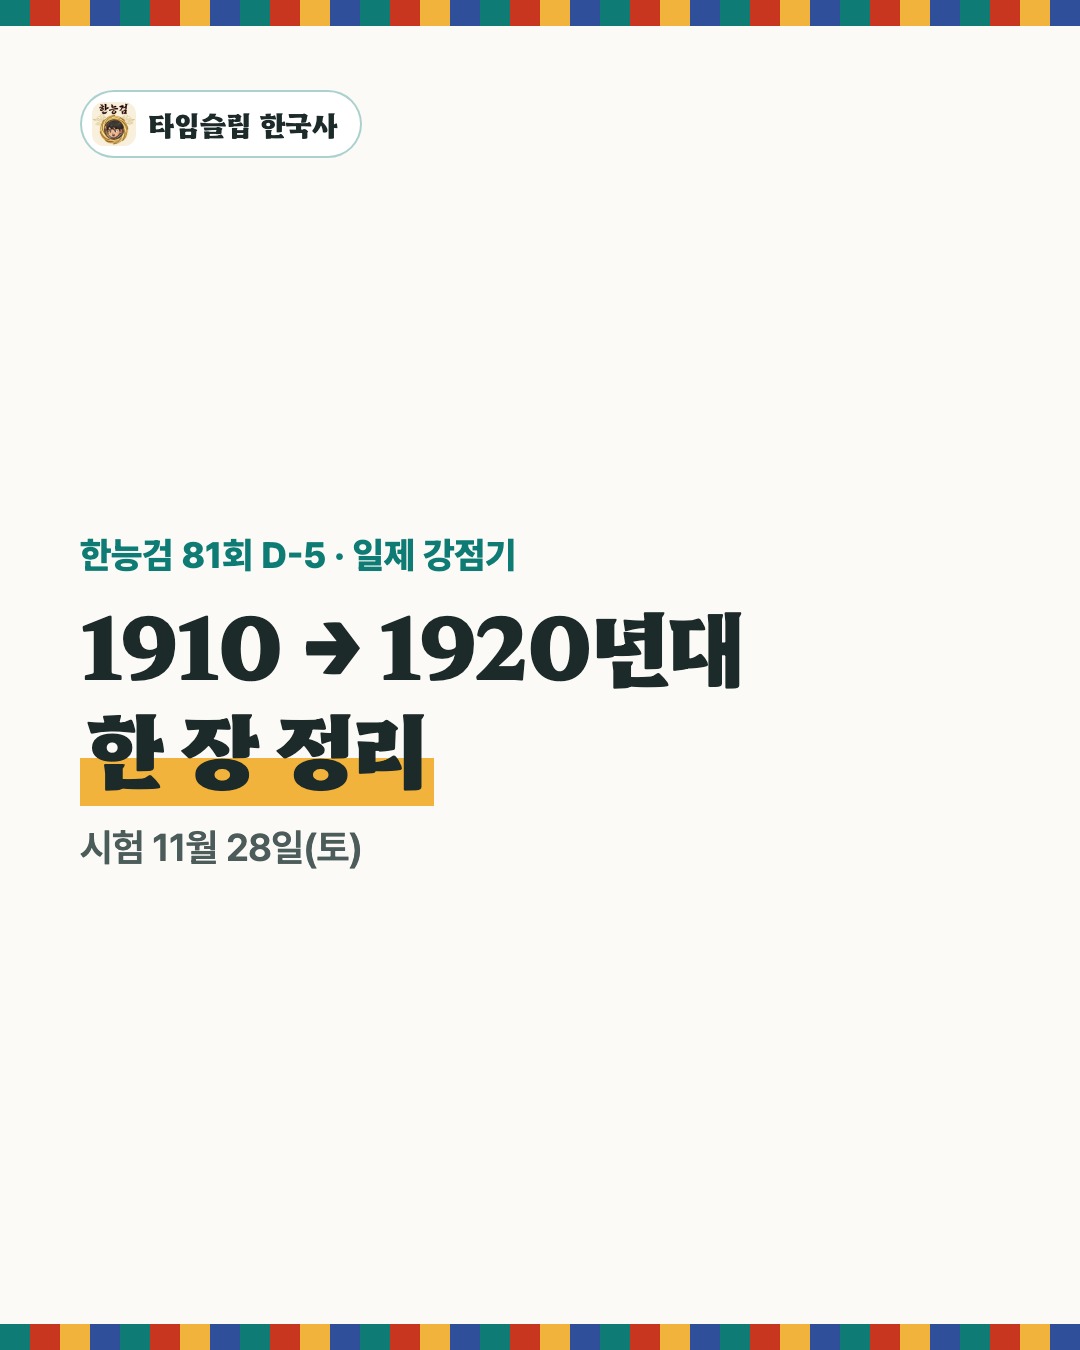 한능검
타임슬립 한국사
한능검 81회 D-5 · 일제 강점기
1910 → 1920년대
한 장 정리
시험 11월 28일(토)